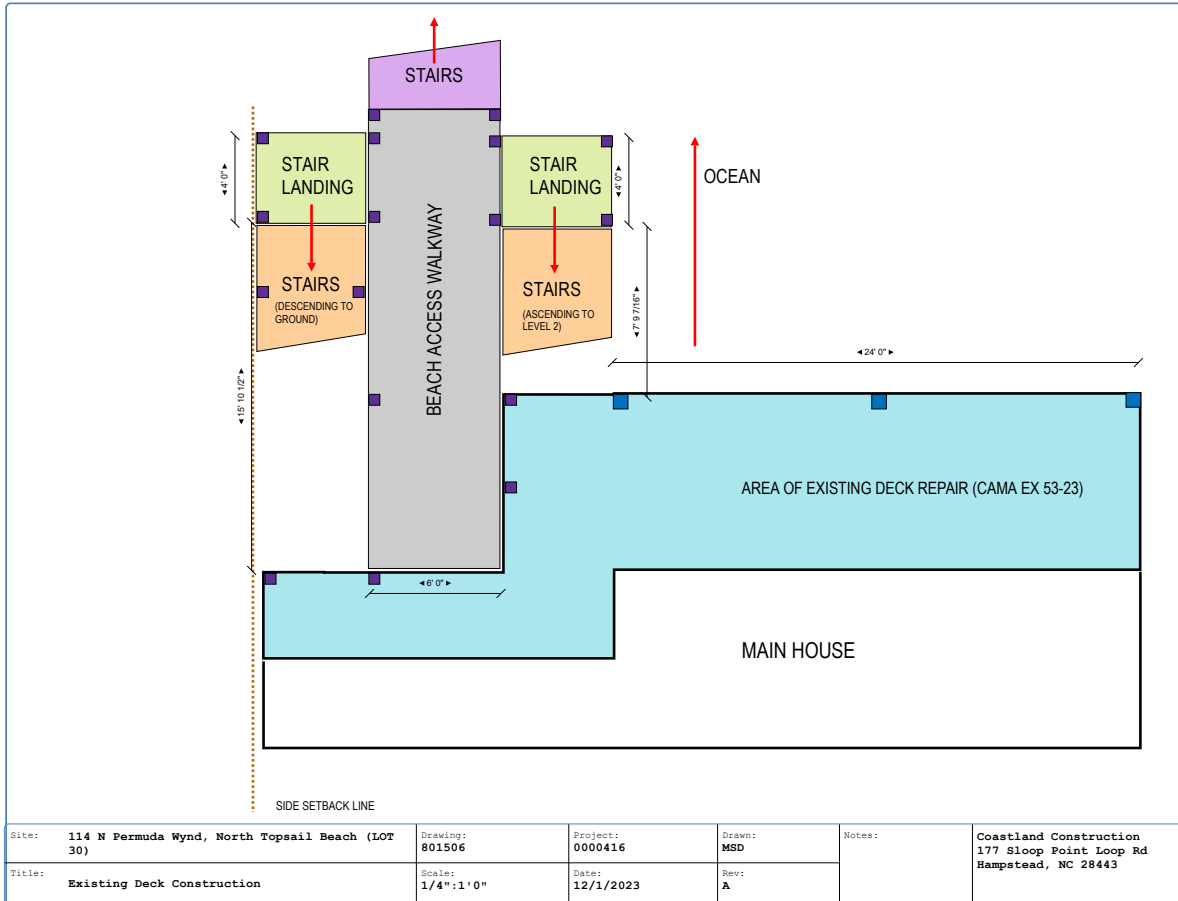 STAIRS
STAIR
LANDING
STAIR
LANDING
OCEAN
◄4' 0"►
◄4' 0"►
BEACH ACCESS WALKWAY
STAIRS
(DESCENDING TO
GROUND)
STAIRS
(ASCENDING TO
LEVEL 2)
◄7' 9 7/16"►
◄24' 0"►
◄15' 10 1/2"►
AREA OF EXISTING DECK REPAIR (CAMA EX 53-23)
◄6' 0"►
MAIN HOUSE
SIDE SETBACK LINE
Site: 114 N Permuda Wynd, North Topsail Beach (LOT
30)
Drawing:
801506
Project:
0000416
Drawn:
MSD
Notes:
Coastland Construction
177 Sloop Point Loop Rd
Hampstead, NC 28443
Title: Existing Deck Construction
Scale:
1/4":1'0"
Date:
12/1/2023
Rev:
A